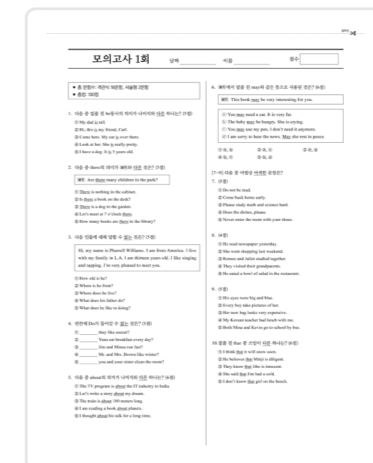 모의고사 1회
날짜
이름
점수
■ 총 문항수: 객관식 18문항, 서술형 2문항
■ 총점: 100점
1. 다음 중 밑줄 친 be동사의 의미가 나머지와 다른 하나는? (5점)
① My dad is tall.
② Hi, this is my friend, Carl.
③ Come here. My car is over there.
④ Look at her. She is really pretty.
⑤ I have a dog. It is 5 years old.
2. 다음 중 there의 의미가 보기와 다른 것은? (5점)
보기 Are there many children in the park?
① There is nothing in the cabinet.
② Is there a book on the desk?
③ There is a dog in the garden.
④ Let's meet at 7 o'clock there.
⑤ How many books are there in the library?
3. 다음 인물에 대해 답할 수 없는 것은? (5점)
Hi, my name is Pharrell Williams. I am from America. I live
with my family in L.A. I am thirteen years old. I like singing
and rapping. I'm very pleased to meet you.
① How old is he?
② Where is he from?
③ Where does he live?
④ What does his father do?
⑤ What does he like to doing?
4. 빈칸에 Do가 들어갈 수 없는 것은? (5점)
① they like soccer?
② Yuna eat breakfast every day?
③ Jim and Minsu run fast?
④ Mr. and Mrs. Brown like winter?
⑤ you and your sister clean the room?
5. 다음 중 about의 의미가 나머지와 다른 하나는? (6점)
① The TV program is about the IT industry in India.
② Let's write a story about my dream.
③ The train is about 100 meters long.
④ I am reading a book about planets.
⑤ I thought about his talk for a long time.
6. 보기에서 밑줄 친 may와 같은 뜻으로 사용된 것은? (6점)
보기 This book may be very interesting for you.
ⓐ You may need a car. It is very far.
ⓑ The baby may be hungry. She is crying.
ⓒ You may use my pen. I don't need it anymore.
ⓓ I am sorry to hear the news. May she rest in peace.
[7~9] 다음 중 어법상 어색한 문장은?
7. (5점)
① Do not be mad.
② Come back home early.
③ Please study math and science hard.
④ Does the dishes, please.
⑤ Never enter the room with your shoes.
8. (6점)
① He read newspaper yesterday.
② She went shopping last weekend.
③ Romeo and Juliet studied together.
④ They visited their grandparents.
⑤ He eated a bowl of salad in the restaurant.
9. (5점)
① His eyes were big and blue.
② Every boy take pictures of her.
③ Her new bag looks very expensive.
④ My Korean teacher had lunch with me.
⑤ Both Mina and Kevin go to school by bus.
10. 밑줄 친 that 중 쓰임이 다른 하나는? (6점)
① I think that it will snow soon.
② He believes that Minji is diligent.
③ They know that Obu is innocent.
④ She said that I'm had a cold.
⑤ I don't know that girl on the bench.